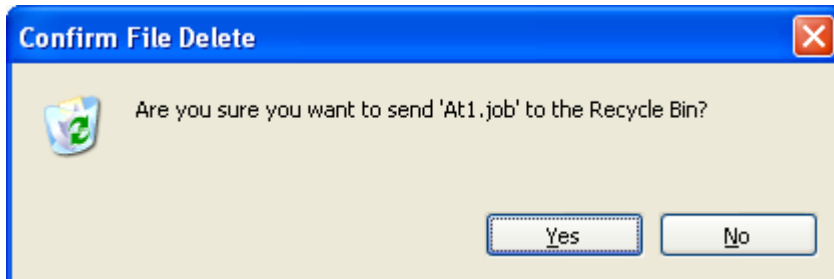 Confirm File Delete
Are you sure you want to send 'At1.job' to the Recycle Bin?
Yes
No